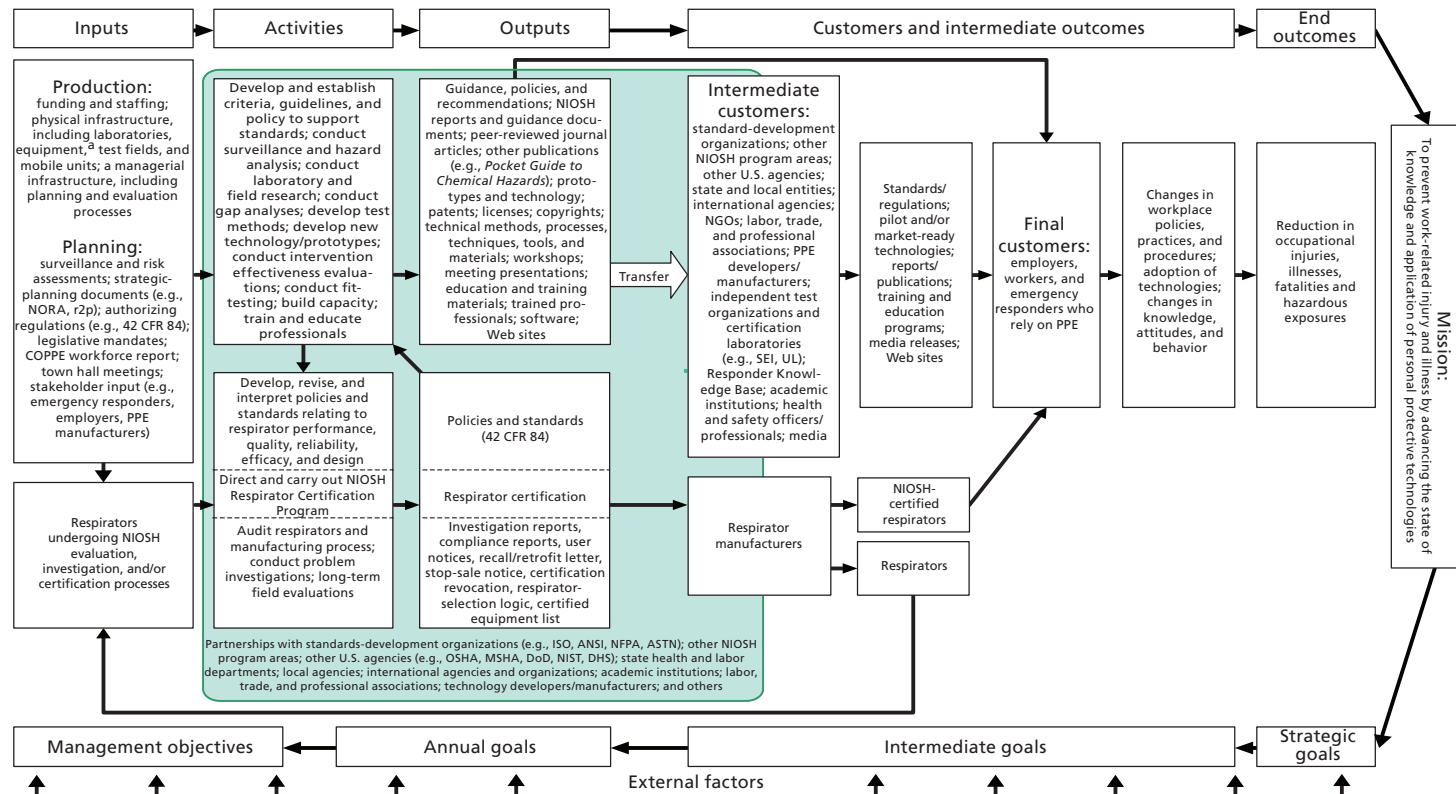 Inputs
Activities
Outputs
Customers and intermediate outcomes
End
outcomes
Production:
funding and staffing;
physical infrastructure,
including laboratories,
equipment,a test fields, and
mobile units; a managerial
infrastructure, including
planning and evaluation
processes
Planning:
surveillance and risk
assessments; strategic-
planning documents (e.g.,
NORA, r2p); authorizing
regulations (e.g., 42 CFR 84);
legislative mandates;
COPPE workforce report;
town hall meetings;
stakeholder input (e.g.,
emergency responders,
employers, PPE
manufacturers)
Respirators
undergoing NIOSH
evaluation,
investigation, and/or
certification processes
Develop and establish
criteria, guidelines, and
policy to support
standards; conduct
surveillance and hazard
analysis; conduct
laboratory and
field research; conduct
gap analyses; develop test
methods; develop new
technology/prototypes;
conduct intervention
effectiveness evalua-
tions; conduct fit-
testing; build capacity;
train and educate
professionals
Develop, revise, and
interpret policies and
standards relating to
respirator performance,
quality, reliability,
efficacy, and design
Direct and carry out NIOSH
Respirator Certification
Program
Audit respirators and
manufacturing process;
conduct problem
investigations; long-term
field evaluations
Guidance, policies, and
recommendations; NIOSH
reports and guidance docu-
ments; peer-reviewed journal
articles; other publications
(e.g., Pocket Guide to
Chemical Hazards); proto-
types and technology;
patents; licenses; copyrights;
technical methods, processes,
techniques, tools, and
materials; workshops;
meeting presentations;
education and training
materials; trained pro-
fessionals; software;
Web sites
Policies and standards
(42 CFR 84)
Respirator certification
Investigation reports,
compliance reports, user
notices, recall/retrofit letter,
stop-sale notice, certification
revocation, respirator-
selection logic, certified
equipment list
Partnerships with standards-development organizations (e.g., ISO, ANSI, NFPA, ASTN); other NIOSH
program areas; other U.S. agencies (e.g., OSHA, MSHA, DoD, NIST, DHS); state health and labor
departments; local agencies; international agencies and organizations; academic institutions; labor,
trade, and professional associations; technology developers/manufacturers; and others
Transfer
Intermediate
customers:
standard-development
organizations; other
NIOSH program areas;
other U.S. agencies;
state and local entities;
international agencies;
NGOs; labor, trade,
and professional
associations; PPE
developers/
manufacturers;
independent test
organizations and
certification
laboratories
(e.g., SEI, UL);
Responder Knowl-
edge Base; academic
institutions; health
and safety officers/
professionals; media
Respirator
manufacturers
Standards/
regulations;
pilot and/or
market-ready
technologies;
reports/
publications;
training and
education
programs;
media releases;
Web sites
NIOSH-
certified
respirators
Respirators
Final
customers:
employers,
workers, and
emergency
responders who
rely on PPE
Changes in
workplace
policies,
practices, and
procedures;
adoption of
technologies;
changes in
knowledge,
attitudes, and
behavior
Reduction in
occupational
injuries,
illnesses,
fatalities and
hazardous
exposures
Mission:
To prevent work-related injury and illness by advancing the state of
knowledge and application of personal protective technologies
Management objectives
Annual goals
Intermediate goals
Strategic
goals
External factors